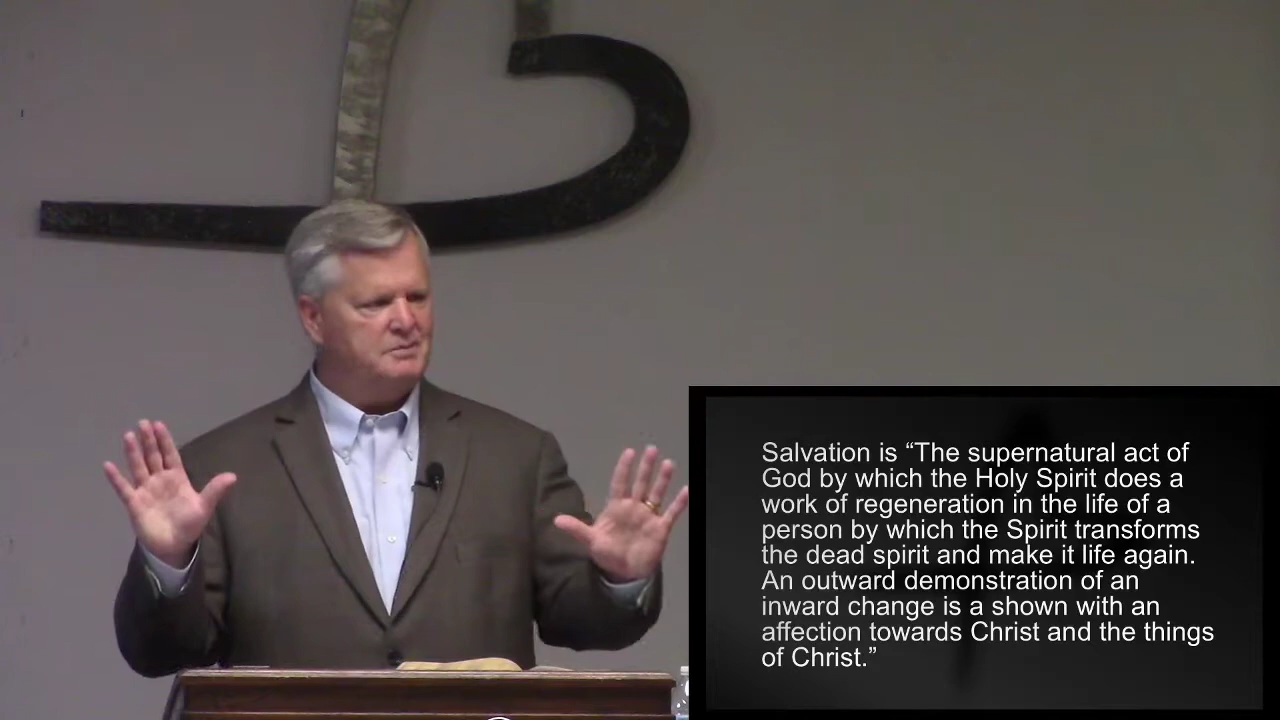 Salvation is “The supernatural act of
God by which the Holy Spirit does a
work of regeneration in the life of a
person by which the Spirit transforms
the dead spirit and make it life again.
An outward demonstration of an
inward change is a shown with an
affection towards Christ and the things
of Christ.”